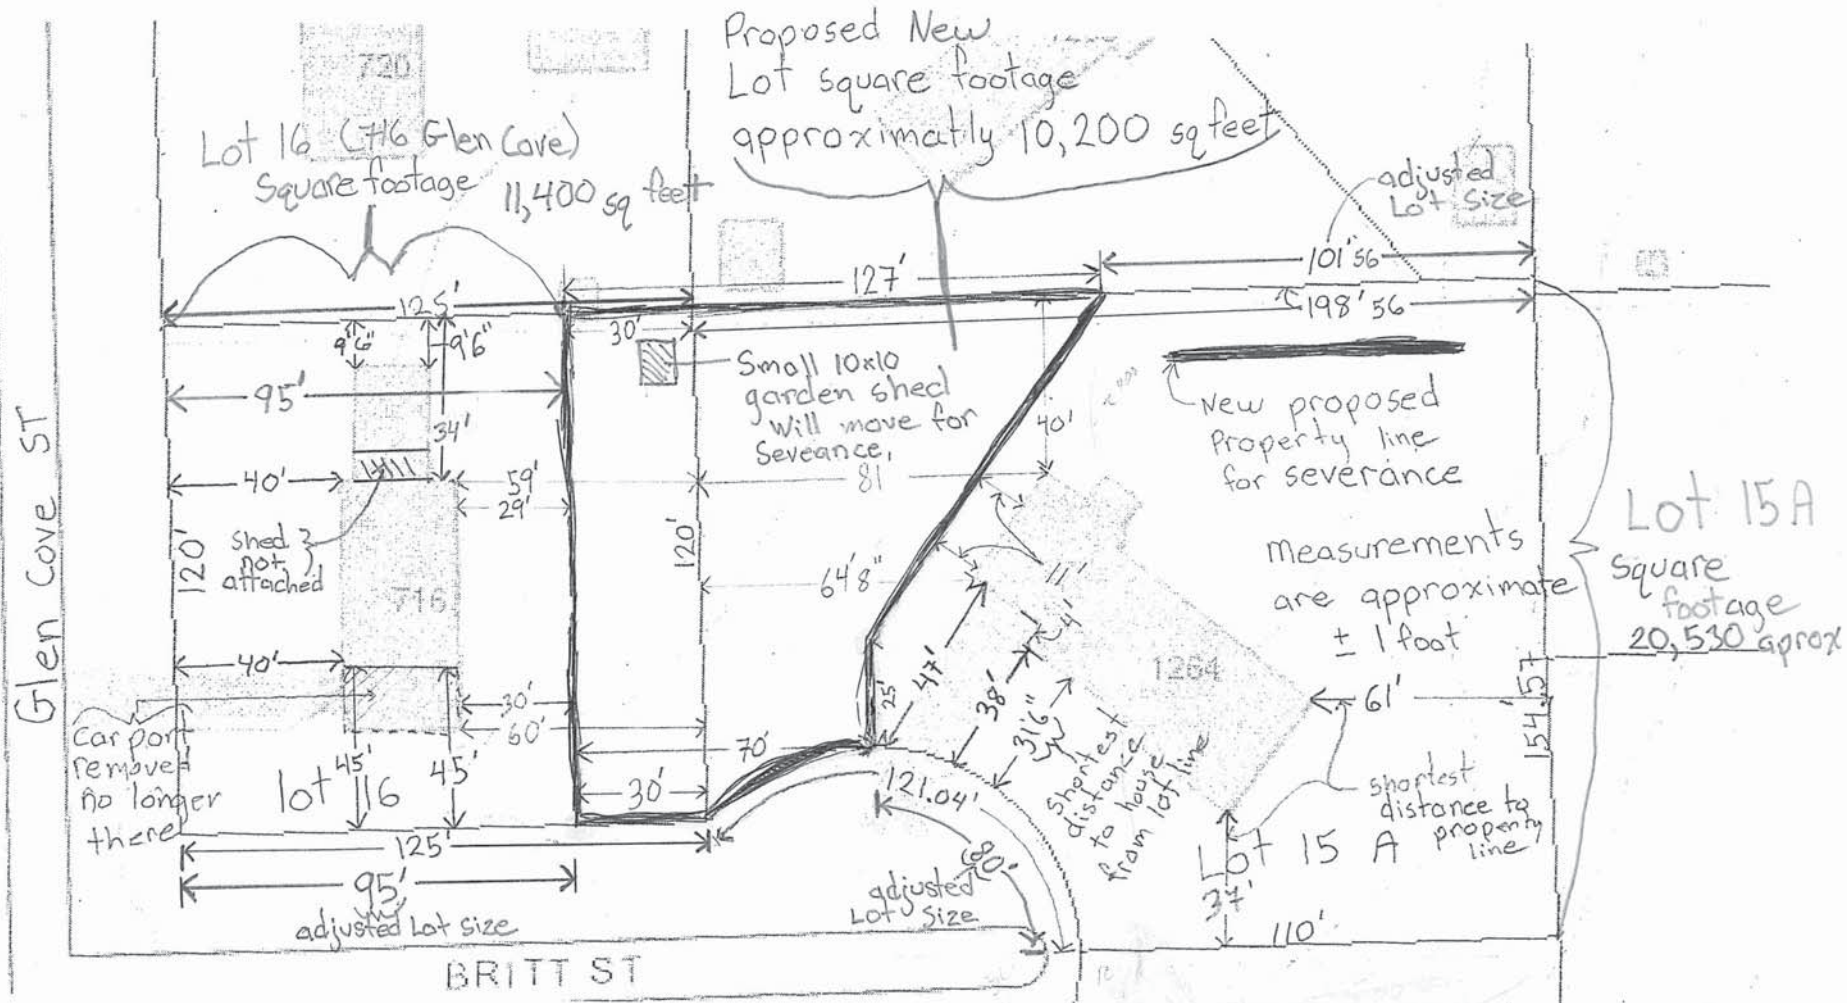 Proposed New
Lot square footage
approximatly 10,200 sq feet
720
Lot 16 (716 Glen Cove)
Square footage 11,400 sq feet
adjusted
Lot Size
101'56
127'
125'
198'56
30'
9'6"
9'6"
95'
34'
Small 10x10
garden shed
will move for
Seveance,
40'
New proposed
Property line
for severance
40'
59'
29'
81
Glen Cove ST
120'
shed
not
attached
716
120'
64'8"
11'
4'
measurements
are approximate
± 1 foot
Lot 15A
Square
footage
20,530 aprox
40'
30'
60'
25'
47'
38'
31'6"
1264
61'
154.57'
Car port
removed
no longer
there
45'
45'
lot 16
70'
30'
121.04'
80'
shortest
distance
to house
from lot line
shortest
distance to
property
line
Lot 15 A
37'
125'
95'
adjusted Lot size
adjusted
Lot Size
110'
BRITT ST